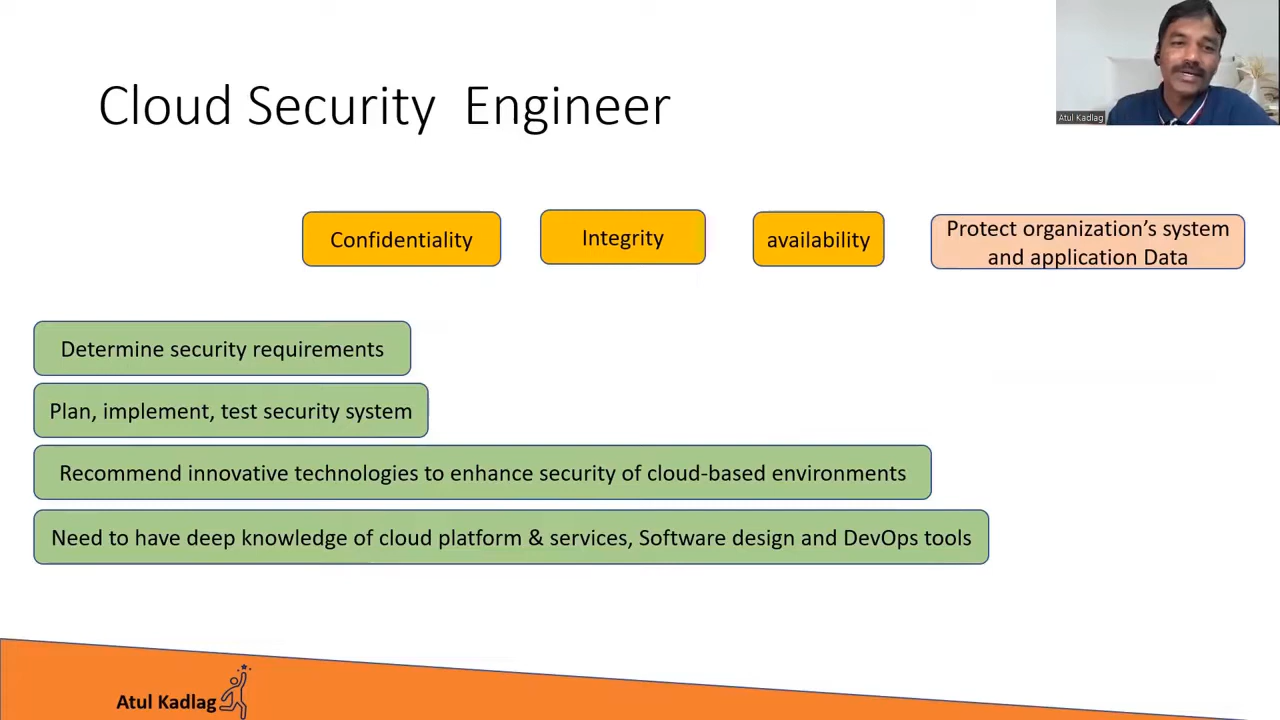 Cloud Security Engineer
Atul Kadlag
Confidentiality
Integrity
availability
Protect organization's system
and application Data
Determine security requirements
Plan, implement, test security system
Recommend innovative technologies to enhance security of cloud-based environments
Need to have deep knowledge of cloud platform & services, Software design and DevOps tools
Atul Kadlag